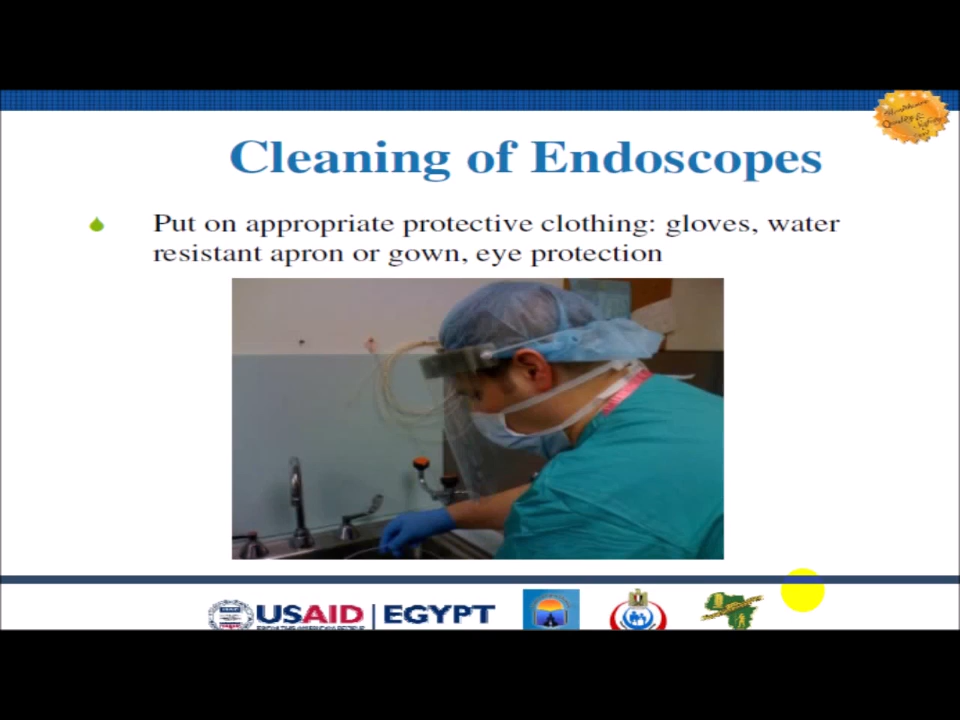 Cleaning of Endoscopes
Put on appropriate protective clothing: gloves, water
resistant apron or gown, eye protection
USAID | EGYPT